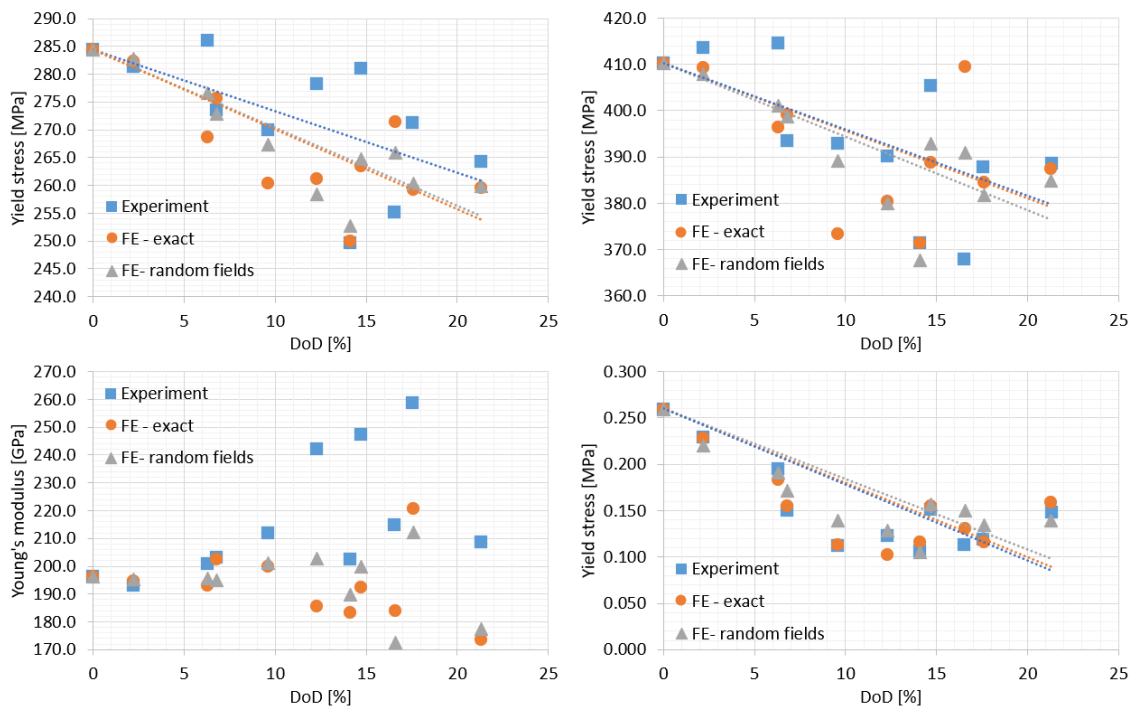 290.0
285.0
280.0
275.0
270.0
265.0
260.0
255.0
250.0
245.0
240.0
Yield stress [MPa]
Experiment
FE - exact
FE- random fields
0 5 10 15 20 25
DoD [%]
420.0
410.0
400.0
390.0
380.0
370.0
360.0
Yield stress [MPa]
Experiment
FE - exact
FE- random fields
0 5 10 15 20 25
DoD [%]
270.0
260.0
250.0
240.0
230.0
220.0
210.0
200.0
190.0
180.0
170.0
Young's modulus [GPa]
Experiment
FE - exact
FE- random fields
0 5 10 15 20 25
DoD [%]
0.300
0.250
0.200
0.150
0.100
0.050
0.000
Yield stress [MPa]
Experiment
FE - exact
FE- random fields
0 5 10 15 20 25
DoD [%]